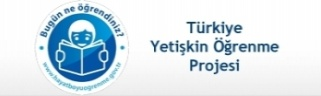 Bugün ne öğrendiniz?
www.hayatboyuogrenme.gov.tr
Türkiye
Yetişkin Öğrenme
Projesi